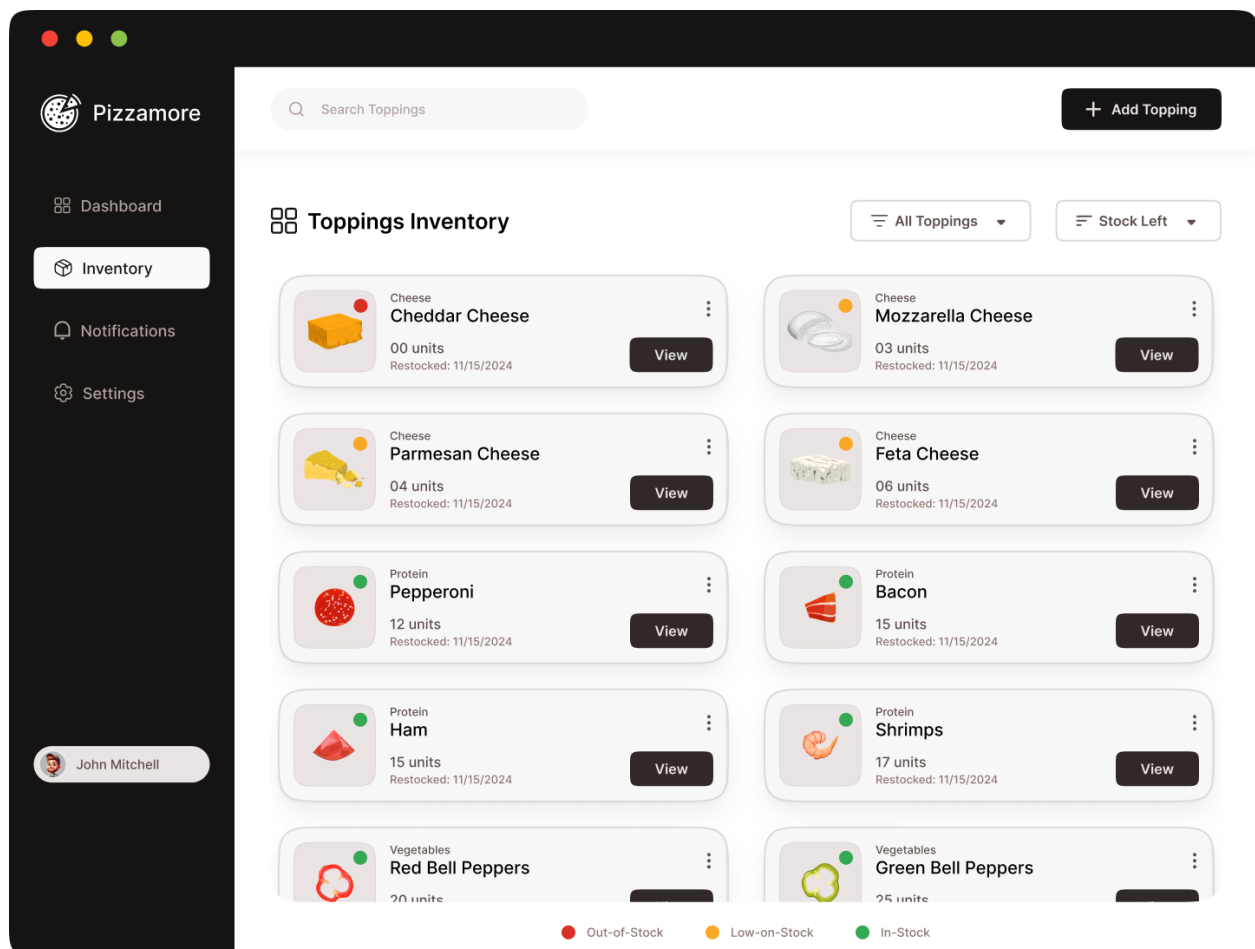 Pizzamore
Search Toppings
Add Topping
Dashboard
Inventory
Notifications
Settings
John Mitchell
Toppings Inventory
All Toppings
Stock Left
Cheese
Cheddar Cheese
00 units
Restocked: 11/15/2024
View
Cheese
Mozzarella Cheese
03 units
Restocked: 11/15/2024
View
Cheese
Parmesan Cheese
04 units
Restocked: 11/15/2024
View
Cheese
Feta Cheese
06 units
Restocked: 11/15/2024
View
Protein
Pepperoni
12 units
Restocked: 11/15/2024
View
Protein
Bacon
15 units
Restocked: 11/15/2024
View
Protein
Ham
15 units
Restocked: 11/15/2024
View
Protein
Shrimps
17 units
Restocked: 11/15/2024
View
Vegetables
Red Bell Peppers
20 units
Vegetables
Green Bell Peppers
25 units
Out-of-Stock
Low-on-Stock
In-Stock